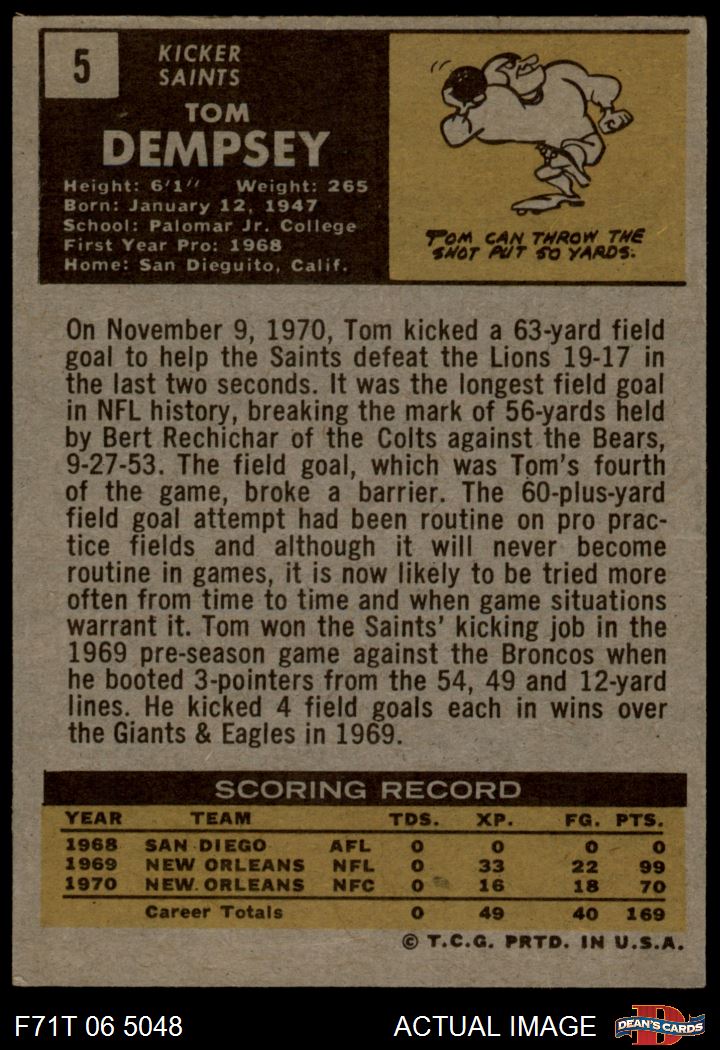 5
KICKER
SAINTS
TOM
DEMPSEY
Height: 6'1" Weight: 265
Born: January 12, 1947
School: Palomar Jr. College
First Year Pro: 1968
Home: San Dieguito, Calif.
TOM CAN THROW THE
SHOT PUT 50 YARDS.
On November 9, 1970, Tom kicked a 63-yard field
goal to help the Saints defeat the Lions 19-17 in
the last two seconds. It was the longest field goal
in NFL history, breaking the mark of 56-yards held
by Bert Rechichar of the Colts against the Bears,
9-27-53. The field goal, which was Tom's fourth
of the game, broke a barrier. The 60-plus-yard
field goal attempt had been routine on pro prac-
tice fields and although it will never become
routine in games, it is now likely to be tried more
often from time to time and when game situations
warrant it. Tom won the Saints' kicking job in the
1969 pre-season game against the Broncos when
he booted 3-pointers from the 54, 49 and 12-yard
lines. He kicked 4 field goals each in wins over
the Giants & Eagles in 1969.
SCORING RECORD
YEAR TEAM TDS. XP. FG. PTS.
1968 SAN DIEGO AFL 0 0 0 0
1969 NEW ORLEANS NFL 0 33 22 99
1970 NEW ORLEANS NFC 0 16 18 70
Career Totals 0 49 40 169
© T.C.G. PRTD. IN U.S.A.
F71T 06 5048 ACTUAL IMAGE D DEAN'S CARDS